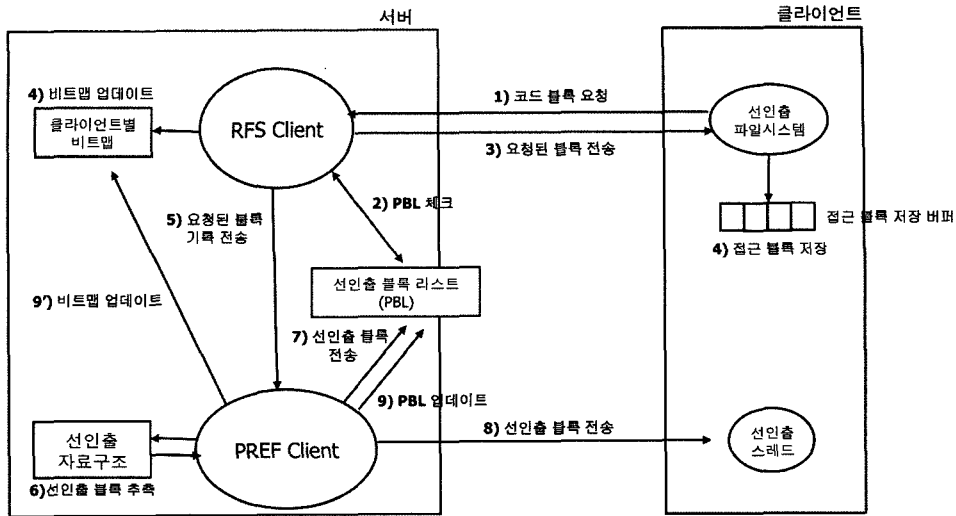 서버
클라이언트
4) 비트맵 업데이트
클라이언트별
비트맵
RFS Client
1) 코드 블록 요청
3) 요청된 블록 전송
선인출
파일시스템
2) PBL 체크
5) 요청된 블록
기록 전송
접근 블록 저장 버퍼
4) 접근 블록 저장
선인출 블록 리스트
(PBL)
9') 비트맵 업데이트
7) 선인출 블록
전송
9) PBL 업데이트
8) 선인출 블록 전송
선인출
자료구조
PREF Client
선인출
스레드
6)선인출 블록 추측